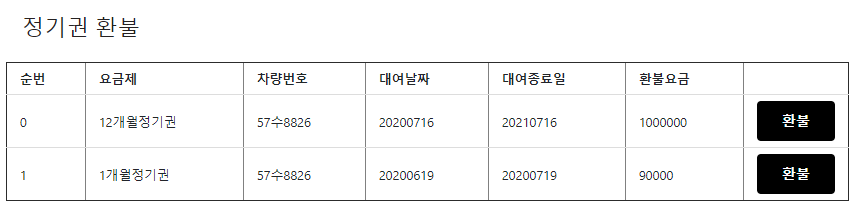 정기권 환불
순번 요금제 차량번호 대여날짜 대여종료일 환불요금
0 12개월정기권 57수8826 20200716 20210716 1000000 환불
1 1개월정기권 57수8826 20200619 20200719 90000 환불